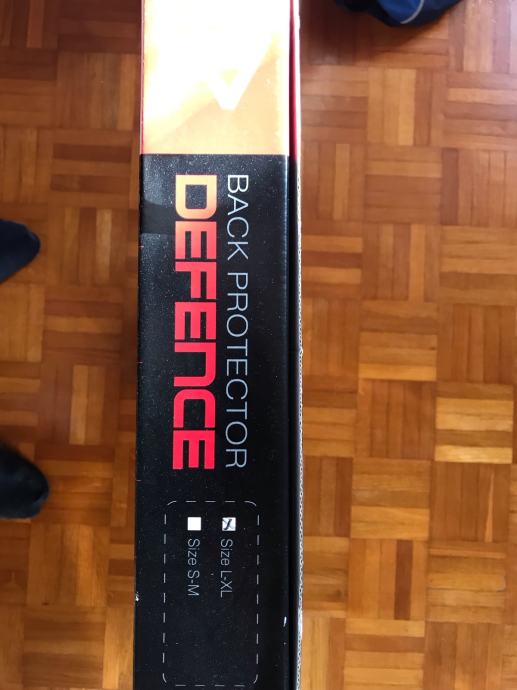 BACK PROTECTOR
DEFENCE
Size L-XL
Size S-M